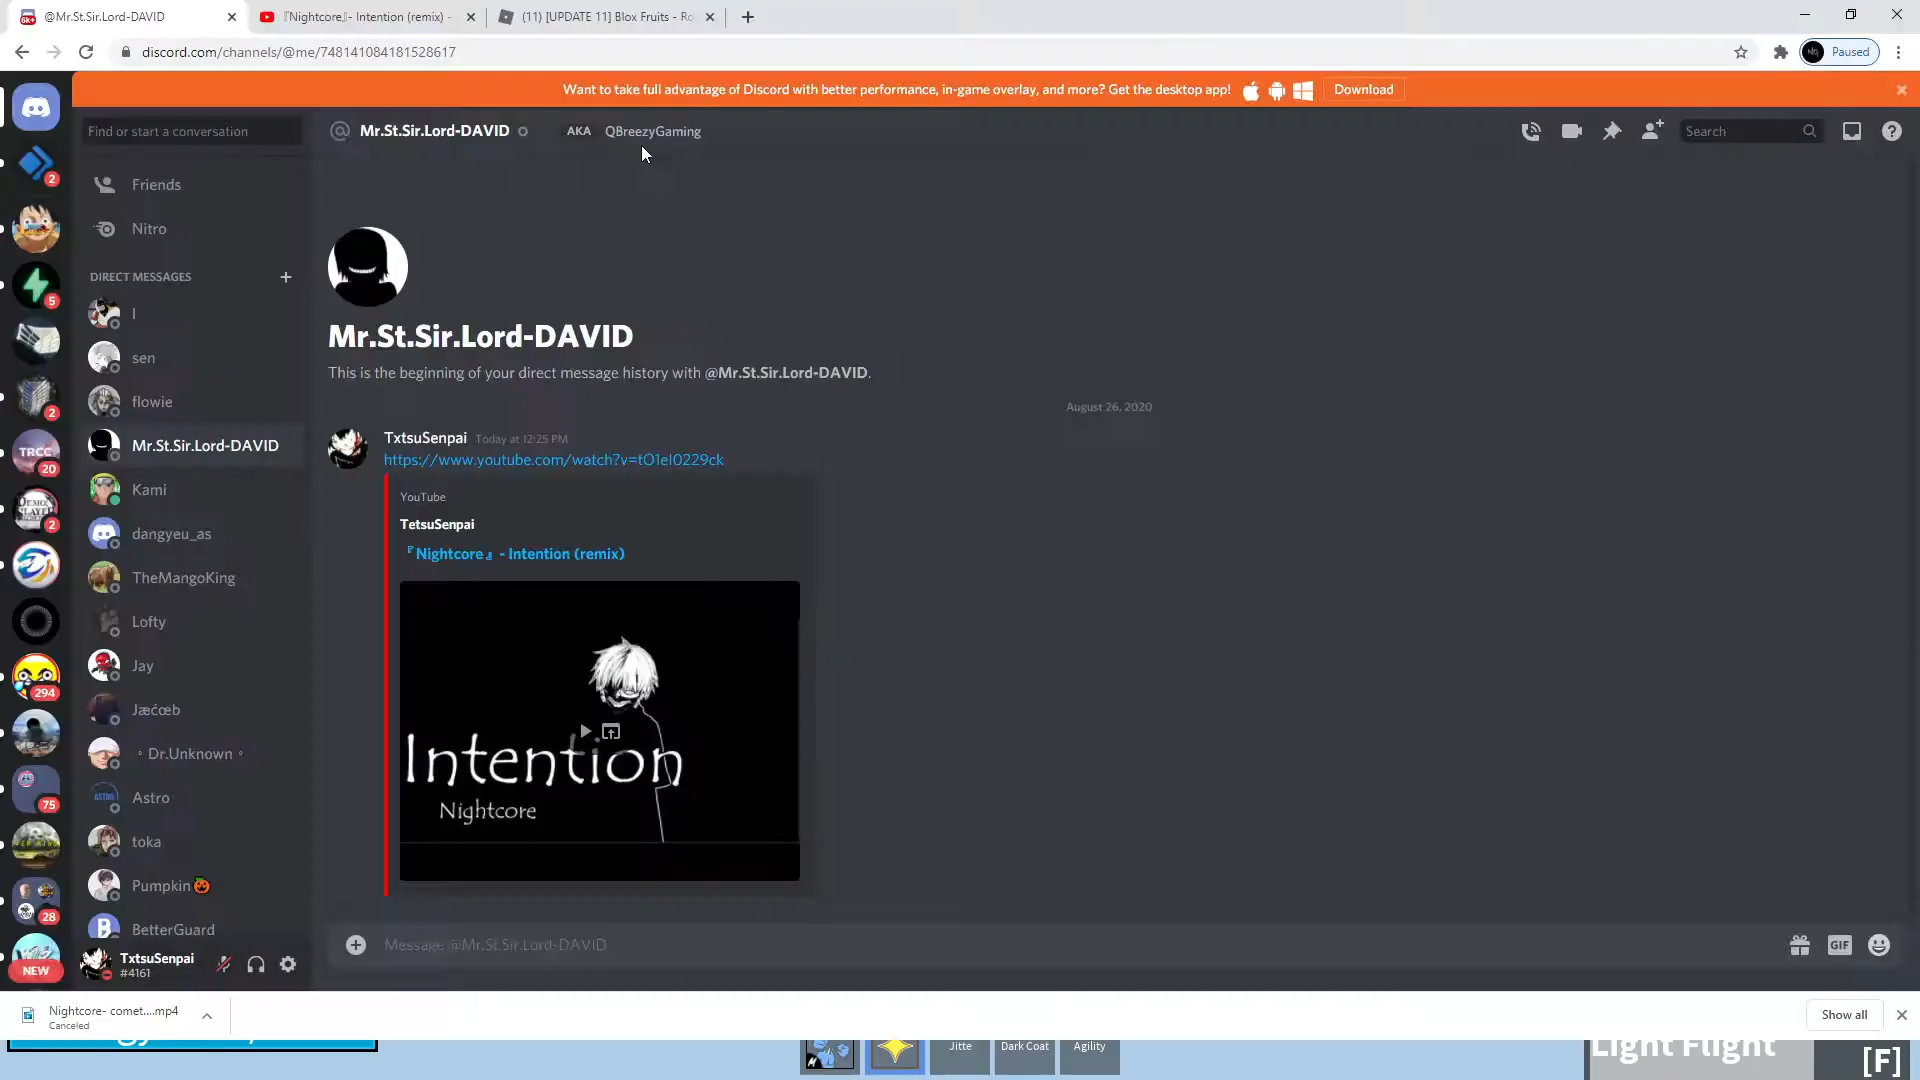 @Mr.St.Sir.Lord-DAVID
『Nightcore』- Intention (remix) -
(11) [UPDATE 11] Blox Fruits - Ro
discord.com/channels/@me/748141084181528617
Paused
Want to take full advantage of Discord with better performance, in-game overlay, and more? Get the desktop app!
Download
Find or start a conversation
Mr.St.Sir.Lord-DAVID
AKA QBreezyGaming
Search
Friends
Nitro
DIRECT MESSAGES
I
sen
flowie
Mr.St.Sir.Lord-DAVID
Kami
dangyeu_as
TheMangoKing
Lofty
Jay
Jæćœb
◦ Dr.Unknown ◦
Astro
toka
Pumpkin🎃
BetterGuard
TxtsuSenpai
#4161
6k+
2
5
2
TRCC
20
DEMON SLAYER
2
294
75
28
NEW
ASTRO
Mr.St.Sir.Lord-DAVID
This is the beginning of your direct message history with @Mr.St.Sir.Lord-DAVID.
August 26, 2020
TxtsuSenpai Today at 12:25 PM
https://www.youtube.com/watch?v=tO1eI0229ck
YouTube
TetsuSenpai
『Nightcore』- Intention (remix)
Intention
Nightcore
Message @Mr.St.Sir.Lord-DAVID
GIF
Nightcore- comet....mp4
Canceled
Show all
Jitte
Dark Coat
Agility
Light Flight
[F]